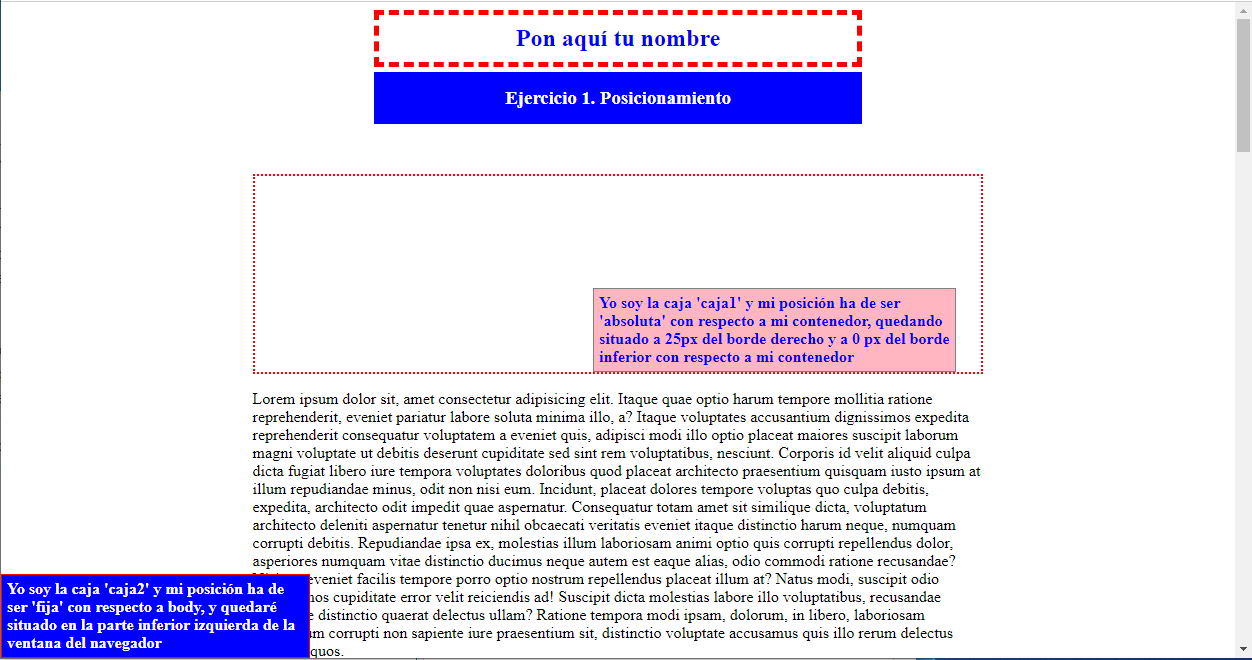 Pon aquí tu nombre
Ejercicio 1. Posicionamiento
Yo soy la caja 'caja1' y mi posición ha de ser
'absoluta' con respecto a mi contenedor, quedando
situado a 25px del borde derecho y a 0 px del borde
inferior con respecto a mi contenedor
Lorem ipsum dolor sit, amet consectetur adipisicing elit. Itaque quae optio harum tempore mollitia ratione
reprehenderit, eveniet pariatur labore soluta minima illo, a? Itaque voluptates accusantium dignissimos expedita
reprehenderit consequatur voluptatem a eveniet quis, adipisci modi illo optio placeat maiores suscipit laborum
magni voluptate ut debitis deserunt cupiditate sed sint rem voluptatibus, nesciunt. Corporis id velit aliquid culpa
dicta fugiat libero iure tempora voluptates doloribus quod placeat architecto praesentium quisquam iusto ipsum at
illum repudiandae minus, odit non nisi eum. Incidunt, placeat dolores tempore voluptas quo culpa debitis,
expedita, architecto odit impedit quae aspernatur. Consequatur totam amet sit similique dicta, voluptatum
architecto deleniti aspernatur tenetur nihil obcaecati veritatis eveniet itaque distinctio harum neque, numquam
corrupti debitis. Repudiandae ipsa ex, molestias illum laboriosam animi optio quis corrupti repellendus dolor,
asperiores numquam vitae distinctio ducimus neque autem est eaque alias, odio commodi ratione recusandae?
eveniet facilis tempore porro optio nostrum repellendus placeat illum at? Natus modi, suscipit odio
cupiditate error velit reiciendis ad! Suscipit dicta molestias labore illo voluptatibus, recusandae
distinctio quaerat delectus ullam? Ratione tempora modi ipsam, dolorum, in libero, laboriosam
corrupti non sapiente iure praesentium sit, distinctio voluptate accusamus quis illo rerum delectus
quos.
Yo soy la caja 'caja2' y mi posición ha de
ser 'fija' con respecto a body, y quedaré
situado en la parte inferior izquierda de la
ventana del navegador